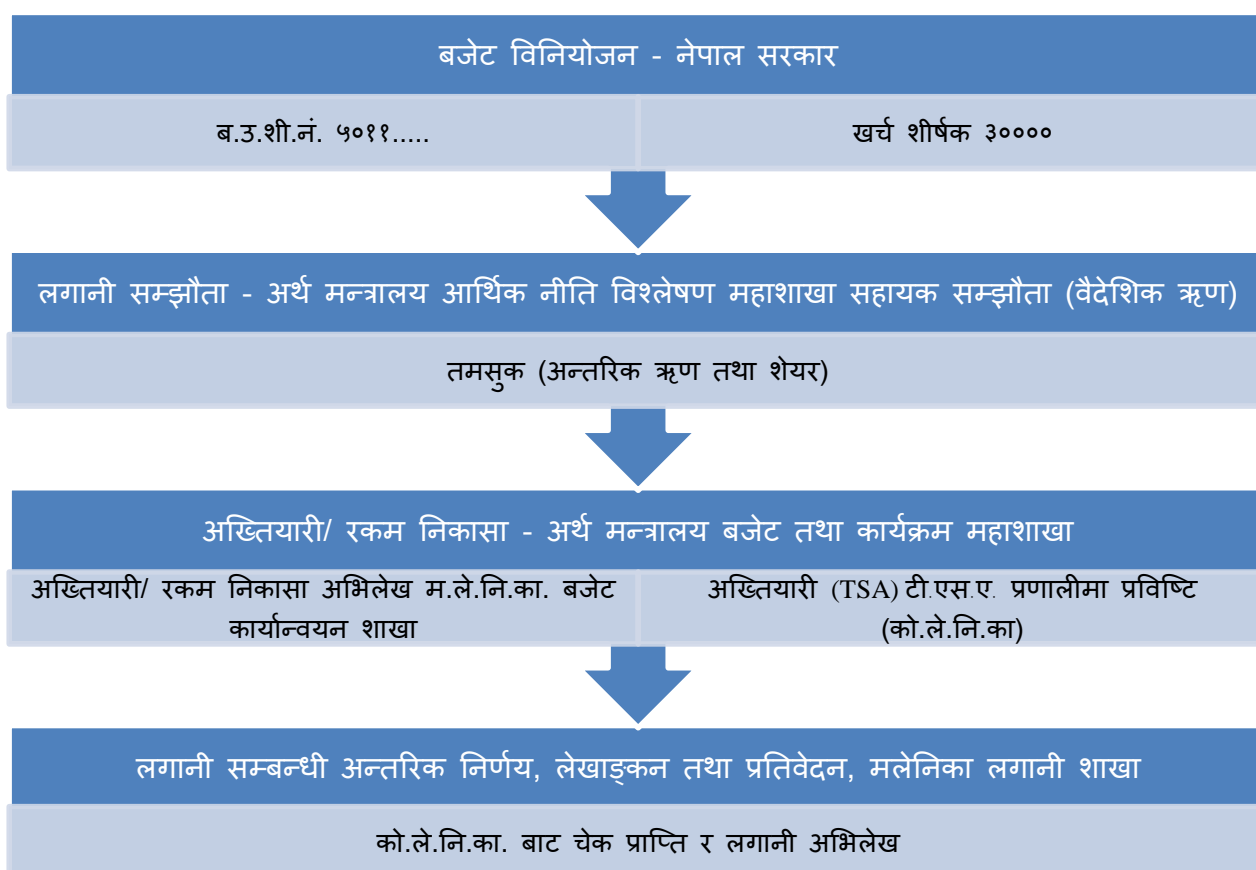 बजेट विनियोजन - नेपाल सरकार
ब.उ.शी.नं. ५०११.....
खर्च शीर्षक ३००००
लगानी सम्झौता - अर्थ मन्त्रालय आर्थिक नीति विश्लेषण महाशाखा सहायक सम्झौता (वैदेशिक ऋण)
तमसुक (अन्तरिक ऋण तथा शेयर)
अख्तियारी/ रकम निकासा - अर्थ मन्त्रालय बजेट तथा कार्यक्रम महाशाखा
अख्तियारी/ रकम निकासा अभिलेख म.ले.नि.का. बजेट
कार्यान्वयन शाखा
अख्तियारी (TSA) टी.एस.ए. प्रणालीमा प्रविष्टि
(को.ले.नि.का)
लगानी सम्बन्धी अन्तरिक निर्णय, लेखाङ्कन तथा प्रतिवेदन, मलेनिका लगानी शाखा
को.ले.नि.का. बाट चेक प्राप्ति र लगानी अभिलेख